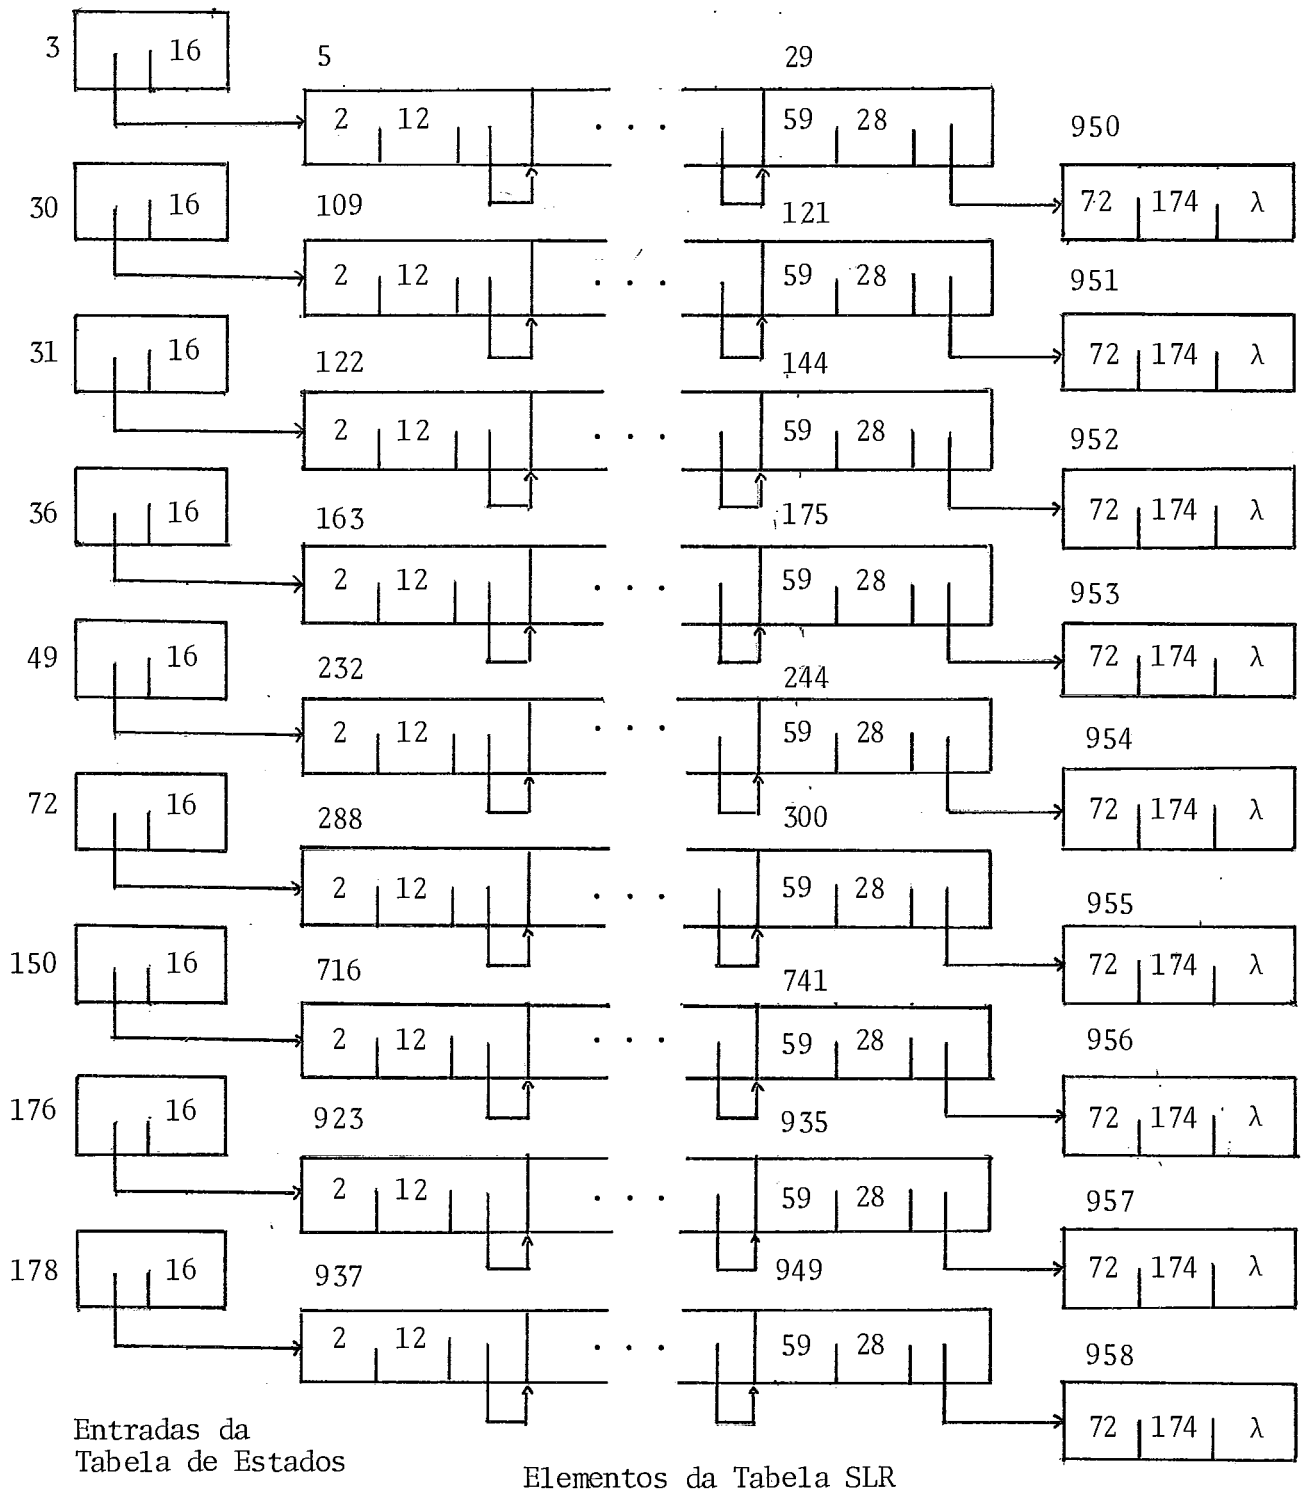 3 16
5 29
2 12 . . . 59 28
950
30 16
109 121
72 174 λ
2 12 . . . 59 28
951
31 16
122 144
72 174 λ
2 12 . . . 59 28
952
36 16
163 175
72 174 λ
2 12 . . . 59 28
953
49 16
232 244
72 174 λ
2 12 . . . 59 28
954
72 16
288 300
72 174 λ
2 12 . . . 59 28
955
150 16
716 741
72 174 λ
2 12 . . . 59 28
956
176 16
923 935
72 174 λ
2 12 . . . 59 28
957
178 16
937 949
72 174 λ
2 12 . . . 59 28
958
72 174 λ
Entradas da
Tabela de Estados
Elementos da Tabela SLR